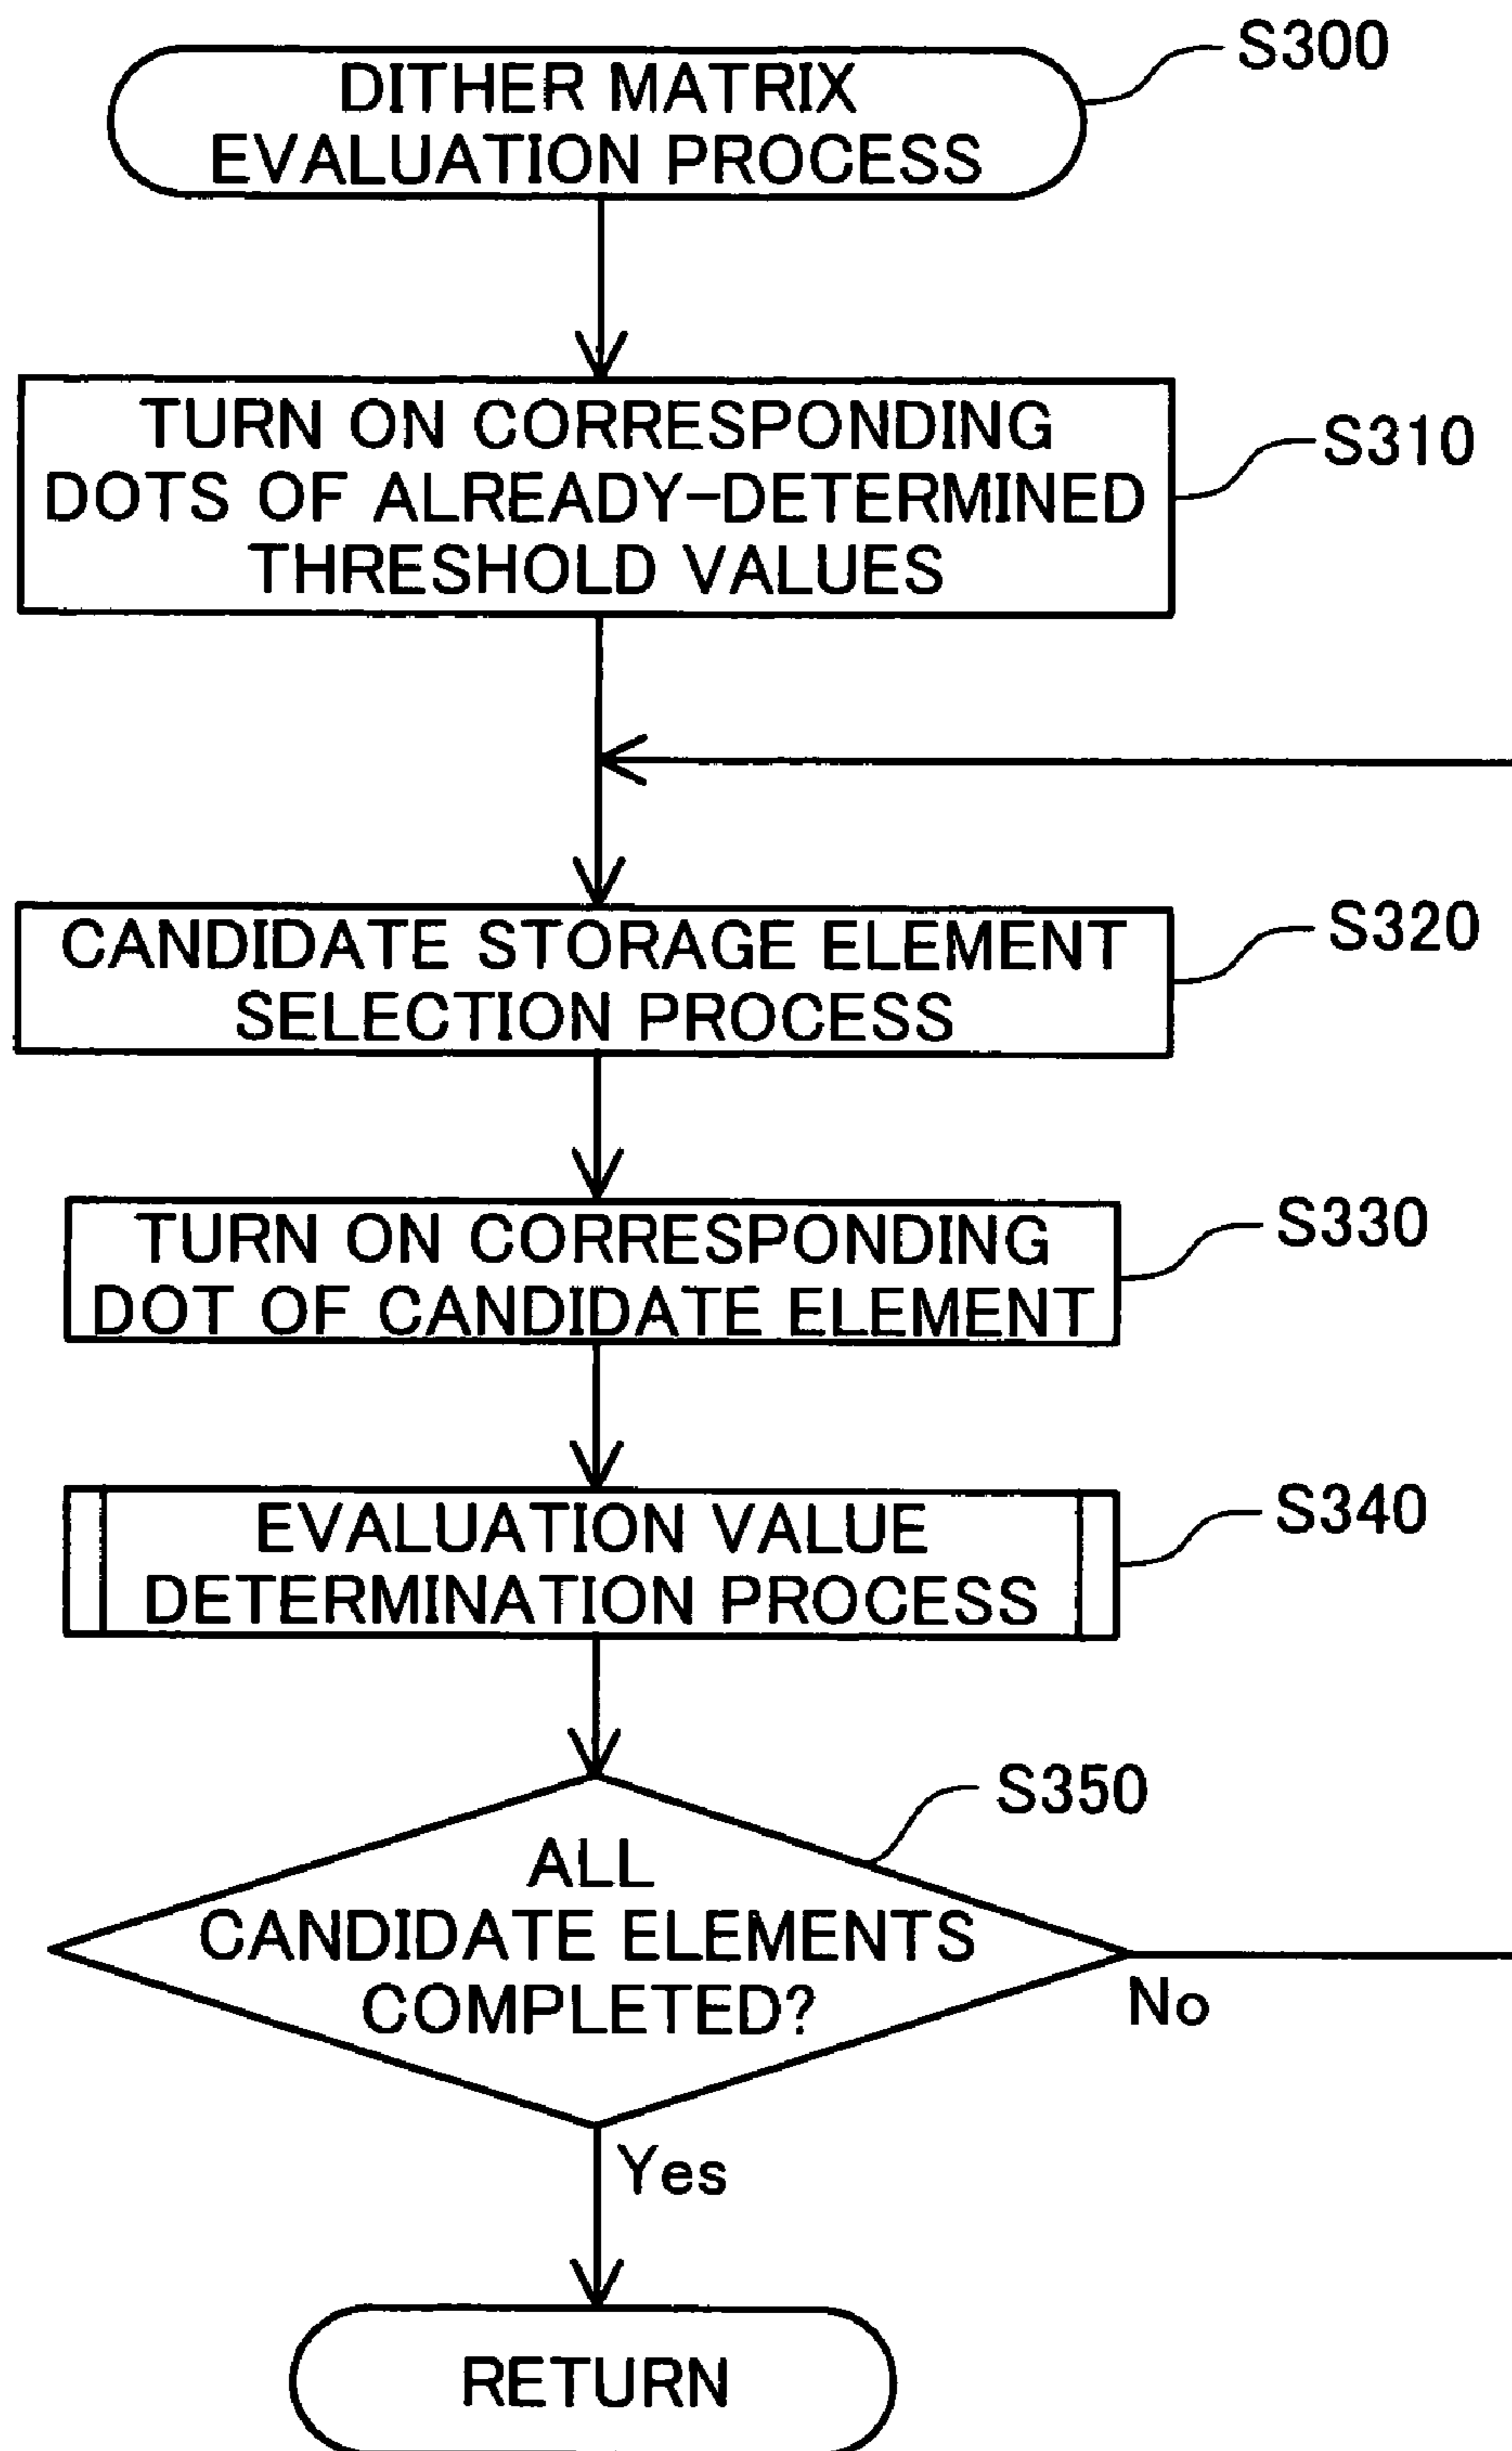 DITHER MATRIX
EVALUATION PROCESS
S300
TURN ON CORRESPONDING
DOTS OF ALREADY-DETERMINED
THRESHOLD VALUES
S310
CANDIDATE STORAGE ELEMENT
SELECTION PROCESS
S320
TURN ON CORRESPONDING
DOT OF CANDIDATE ELEMENT
S330
EVALUATION VALUE
DETERMINATION PROCESS
S340
S350
ALL
CANDIDATE ELEMENTS
COMPLETED?
No
Yes
RETURN